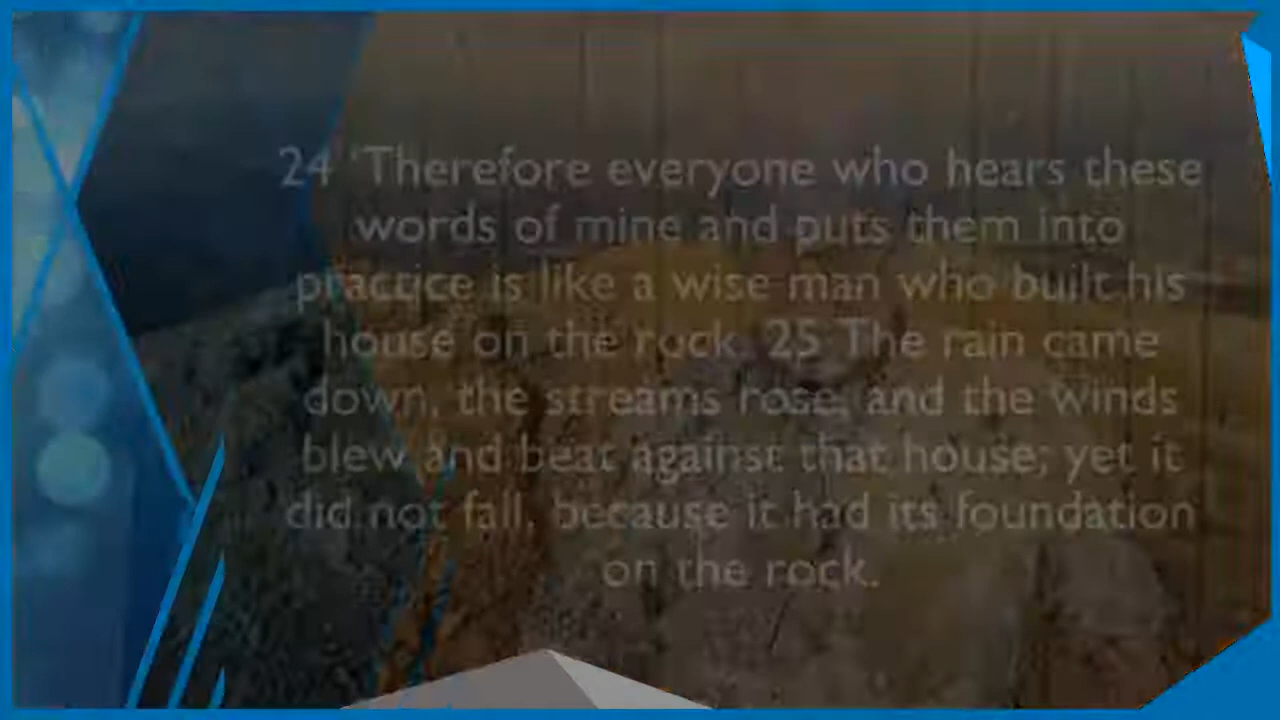 24 'Therefore everyone who hears these
words of mine and puts them into
practice is like a wise man who built his
house on the rock. 25 The rain came
down, the streams rose, and the winds
blew and beat against that house; yet it
did not fall, because it had its foundation
on the rock.